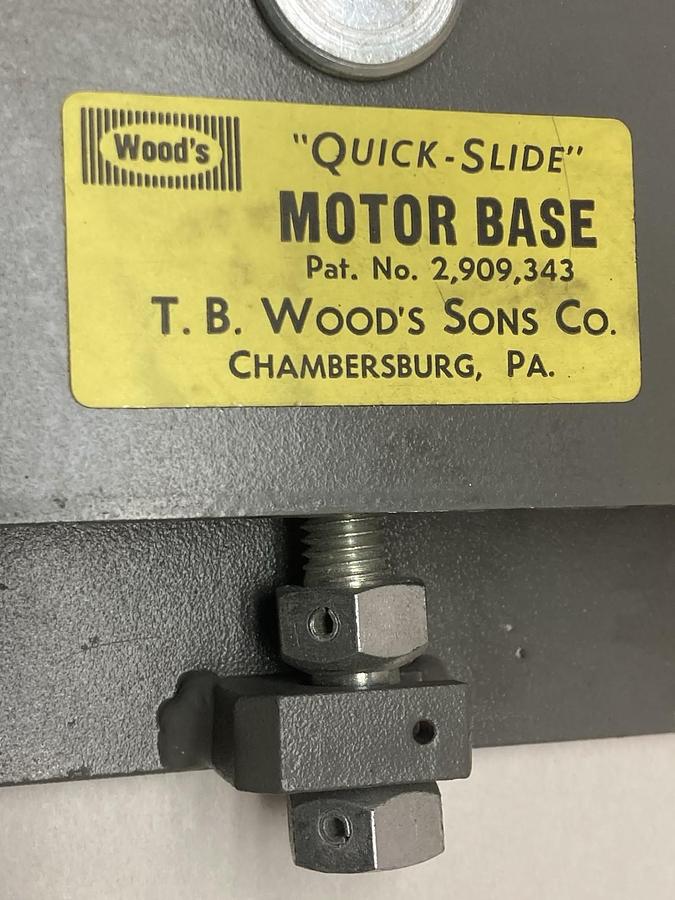 Wood's
"QUICK-SLIDE"
MOTOR BASE
Pat. No. 2,909,343
T. B. WOOD'S SONS CO.
CHAMBERSBURG, PA.